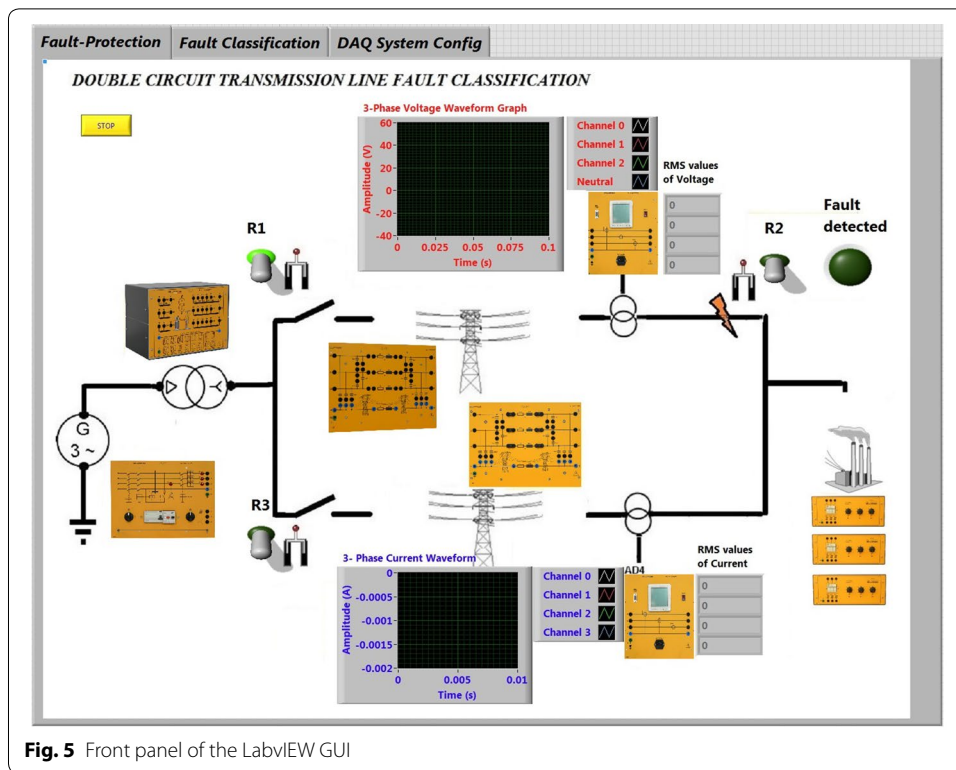 Fault-Protection
Fault Classification
DAQ System Config
DOUBLE CIRCUIT TRANSMISSION LINE FAULT CLASSIFICATION
STOP
3-Phase Voltage Waveform Graph
60
40
20
0
-20
-40
Amplitude (V)
0 0.025 0.05 0.075 0.1
Time (s)
Channel 0
Channel 1
Channel 2
Neutral
RMS values
of Voltage
0
0
0
0
R1
R2
Fault
detected
G
3 ~
R3
3- Phase Current Waveform
0
-0.0005
-0.001
-0.0015
-0.002
Amplitude (A)
0 0.005 0.01
Time (s)
Channel 0
Channel 1
Channel 2
Channel 3
AD4
RMS values
of Current
0
0
0
0
Fig. 5 Front panel of the LabvIEW GUI